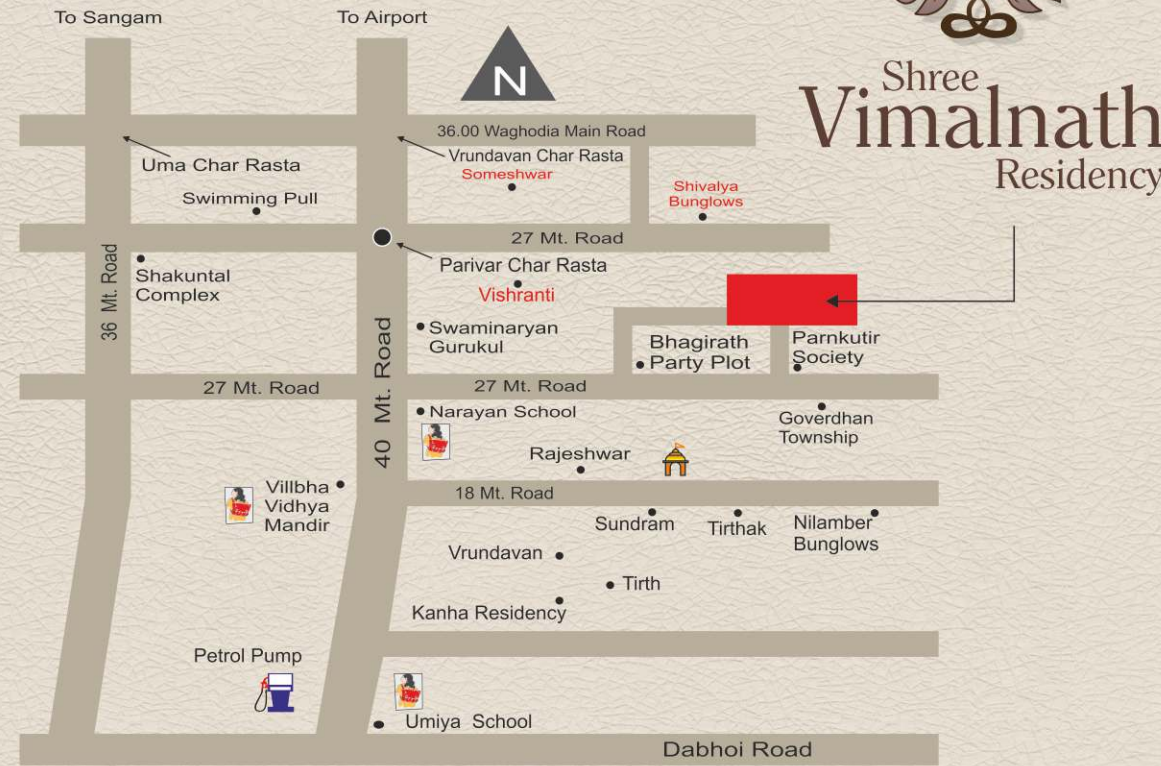 To Sangam
To Airport
N
Shree
Vimalnath
Residency
36.00 Waghodia Main Road
Uma Char Rasta
Vrundavan Char Rasta
Someshwar
Swimming Pull
Shivalya
Bunglows
27 Mt. Road
Parivar Char Rasta
Shakuntal
Complex
36 Mt. Road
Vishranti
Swaminaryan
Gurukul
Bhagirath
Party Plot
Parnkutir
Society
40 Mt. Road
27 Mt. Road
27 Mt. Road
Narayan School
Goverdhan
Township
Rajeshwar
Villbha
Vidhya
Mandir
18 Mt. Road
Sundram
Tirthak
Nilamber
Bunglows
Vrundavan
Tirth
Kanha Residency
Petrol Pump
Umiya School
Dabhoi Road